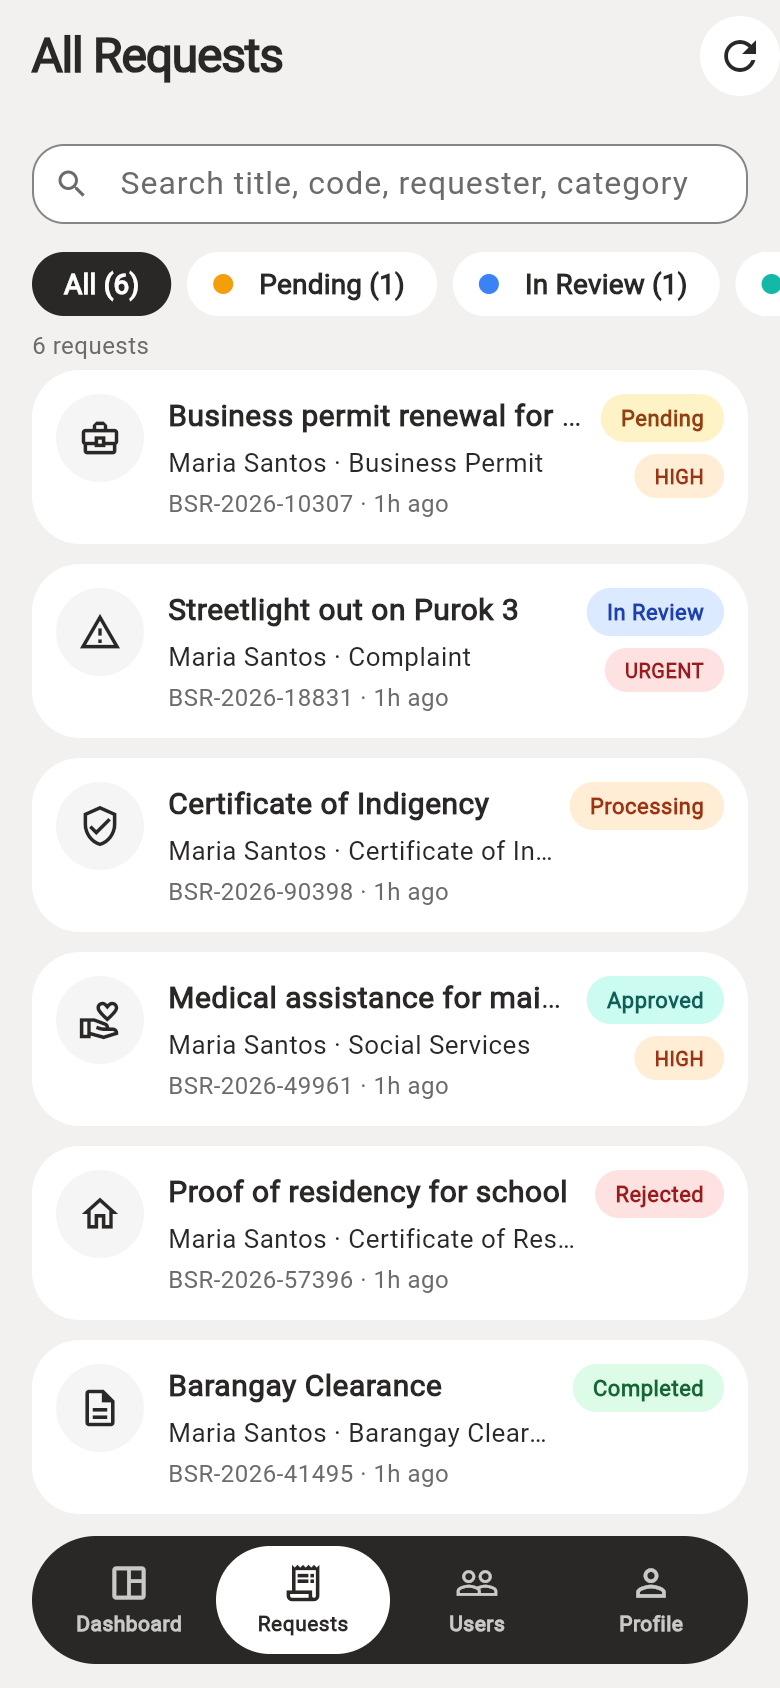 All Requests
Search title, code, requester, category
All (6)
Pending (1)
In Review (1)
6 requests
Business permit renewal for ...
Pending
Maria Santos · Business Permit
HIGH
BSR-2026-10307 · 1h ago
Streetlight out on Purok 3
In Review
Maria Santos · Complaint
URGENT
BSR-2026-18831 · 1h ago
Certificate of Indigency
Processing
Maria Santos · Certificate of In...
BSR-2026-90398 · 1h ago
Medical assistance for mai...
Approved
Maria Santos · Social Services
HIGH
BSR-2026-49961 · 1h ago
Proof of residency for school
Rejected
Maria Santos · Certificate of Res...
BSR-2026-57396 · 1h ago
Barangay Clearance
Completed
Maria Santos · Barangay Clear...
BSR-2026-41495 · 1h ago
Dashboard
Requests
Users
Profile